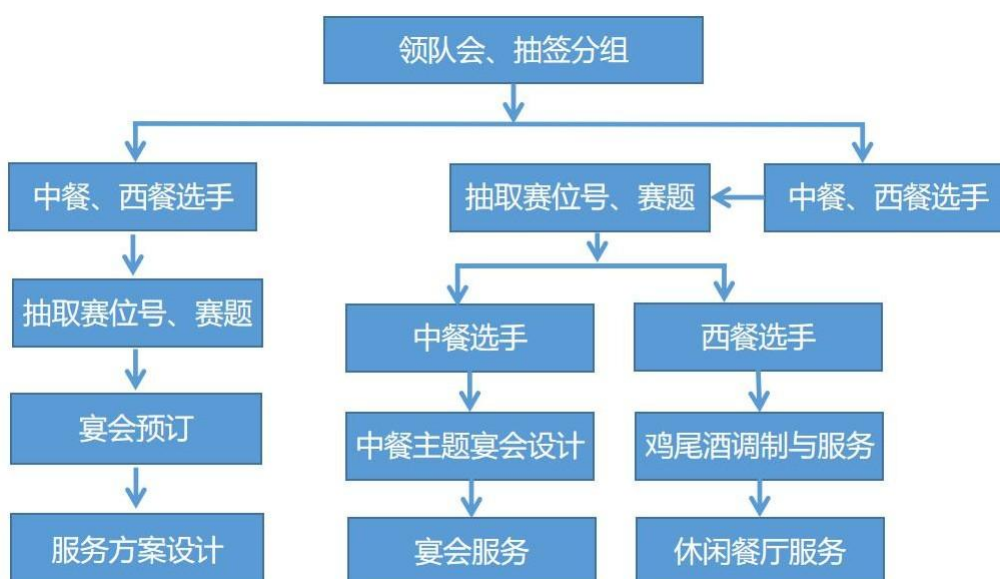 领队会、抽签分组
中餐、西餐选手
抽取赛位号、赛题
中餐、西餐选手
抽取赛位号、赛题
中餐选手
西餐选手
宴会预订
中餐主题宴会设计
鸡尾酒调制与服务
服务方案设计
宴会服务
休闲餐厅服务